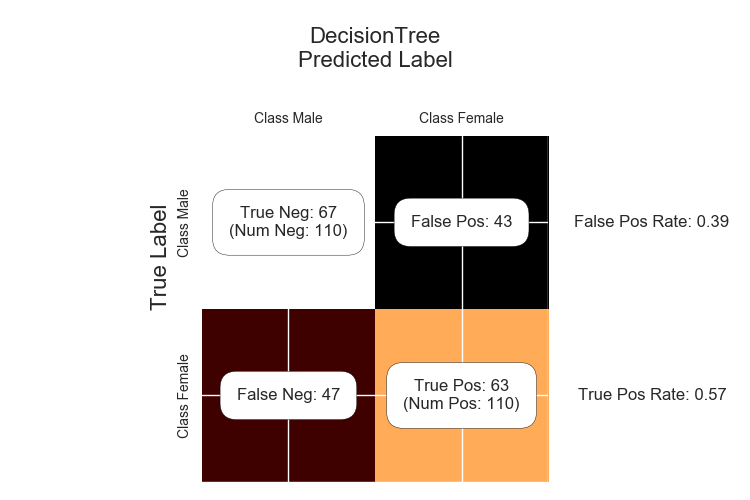 DecisionTree
Predicted Label
Class Male
Class Female
True Label
Class Male
True Neg: 67
(Num Neg: 110)
False Pos: 43
False Pos Rate: 0.39
Class Female
False Neg: 47
True Pos: 63
(Num Pos: 110)
True Pos Rate: 0.57